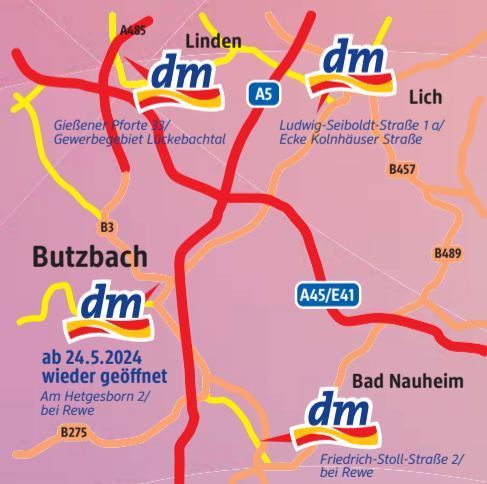 A485
Linden
dm
Gießener Pforte 33/
Gewerbegebiet Lückebachtal
A5
dm
Lich
Ludwig-Seiboldt-Straße 1 a/
Ecke Kolnhäuser Straße
B457
B3
B489
Butzbach
dm
ab 24.5.2024
wieder geöffnet
Am Hetgesborn 2/
bei Rewe
A45/E41
B275
Bad Nauheim
dm
Friedrich-Stoll-Straße 2/
bei Rewe